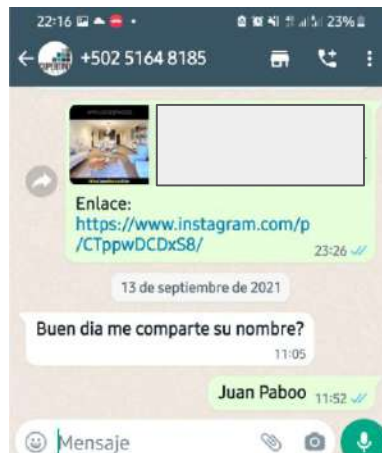 22:16
23%
+502 5164 8185
Enlace:
https://www.instagram.com/p
/CTppwDCDxS8/
23:26
13 de septiembre de 2021
Buen dia me comparte su nombre?
11:05
Juan Paboo 11:52
Mensaje